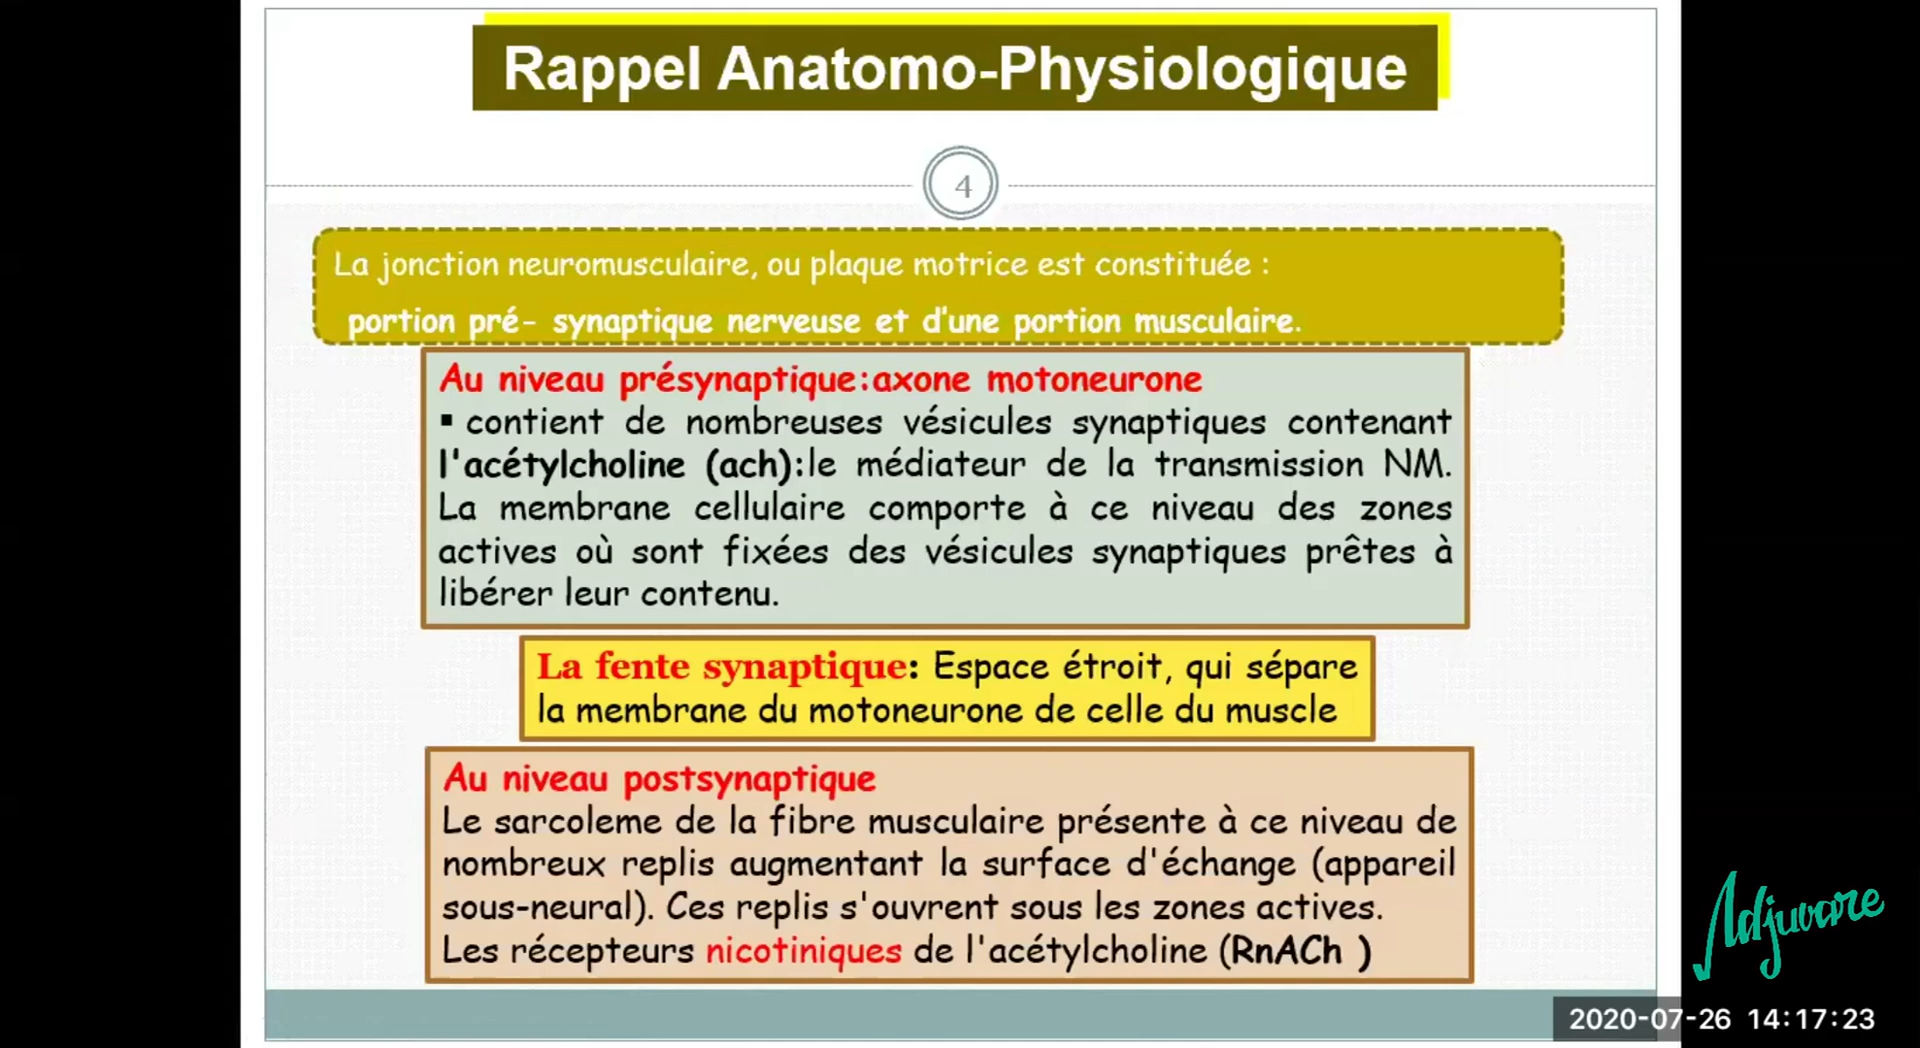 Rappel Anatomo-Physiologique
4
La jonction neuromusculaire, ou plaque motrice est constituée :
portion pré- synaptique nerveuse et d'une portion musculaire.
Au niveau présynaptique:axone motoneurone
▪ contient de nombreuses vésicules synaptiques contenant
l'acétylcholine (ach):le médiateur de la transmission NM.
La membrane cellulaire comporte à ce niveau des zones
actives où sont fixées des vésicules synaptiques prêtes à
libérer leur contenu.
La fente synaptique: Espace étroit, qui sépare
la membrane du motoneurone de celle du muscle
Au niveau postsynaptique
Le sarcoleme de la fibre musculaire présente à ce niveau de
nombreux replis augmentant la surface d'échange (appareil
sous-neural). Ces replis s'ouvrent sous les zones actives.
Les récepteurs nicotiniques de l'acétylcholine (RnACh )
Adjuvare
2020-07-26 14:17:23